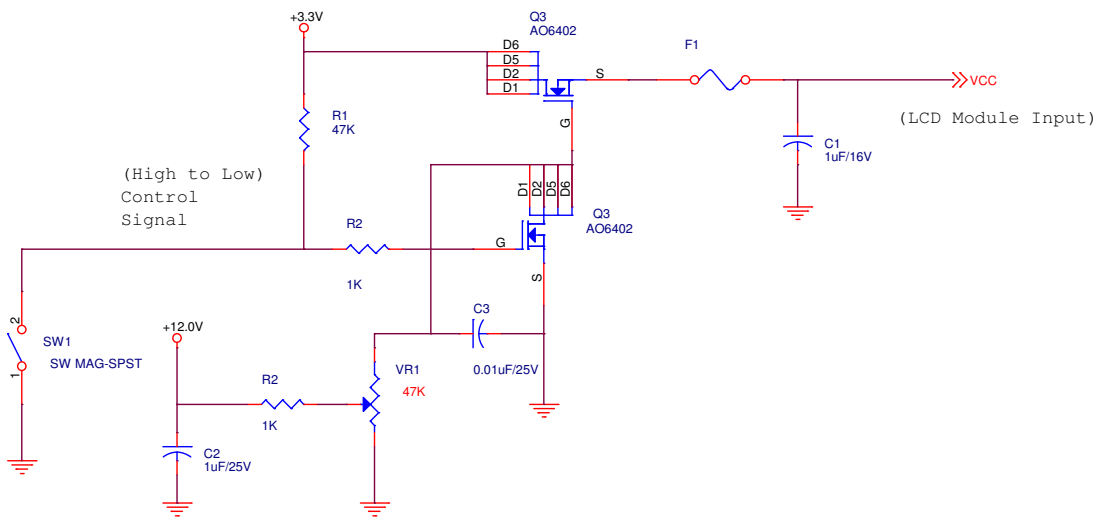 +3.3V
Q3
AO6402
D6
D5
D2
D1
S
G
F1
VCC
(LCD Module Input)
C1
1uF/16V
R1
47K
(High to Low)
Control
Signal
D1
D2
D5
D6
Q3
AO6402
G
S
R2
1K
2
SW1
SW MAG-SPST
1
+12.0V
C3
0.01uF/25V
VR1
47K
R2
1K
C2
1uF/25V